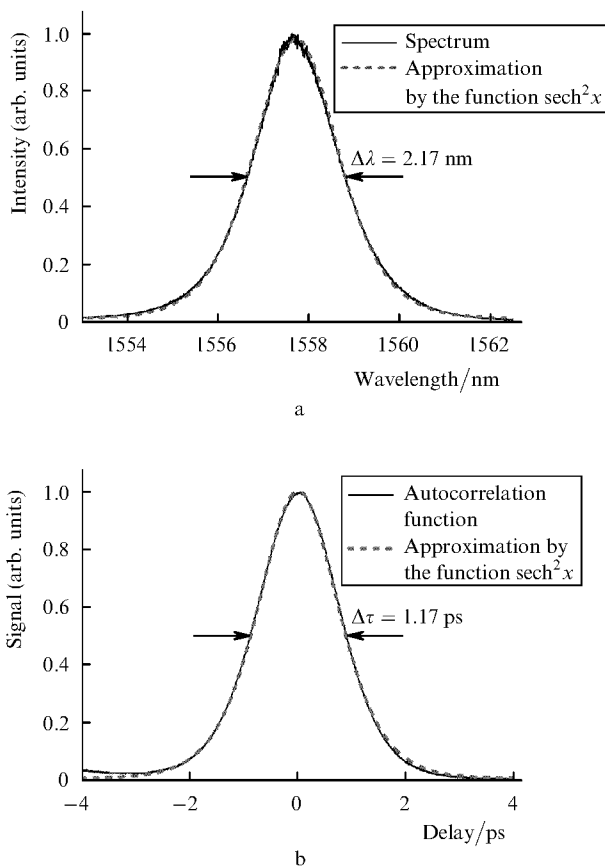 a
Intensity (arb. units)
1.0
0.8
0.6
0.4
0.2
0
Spectrum
Approximation
by the function sech²x
Δλ = 2.17 nm
1554 1556 1558 1560 1562
Wavelength/nm
a
Signal (arb. units)
1.0
0.8
0.6
0.4
0.2
0
Autocorrelation
function
Approximation by
the function sech²x
Δτ = 1.17 ps
−4 −2 0 2 4
Delay/ps
b